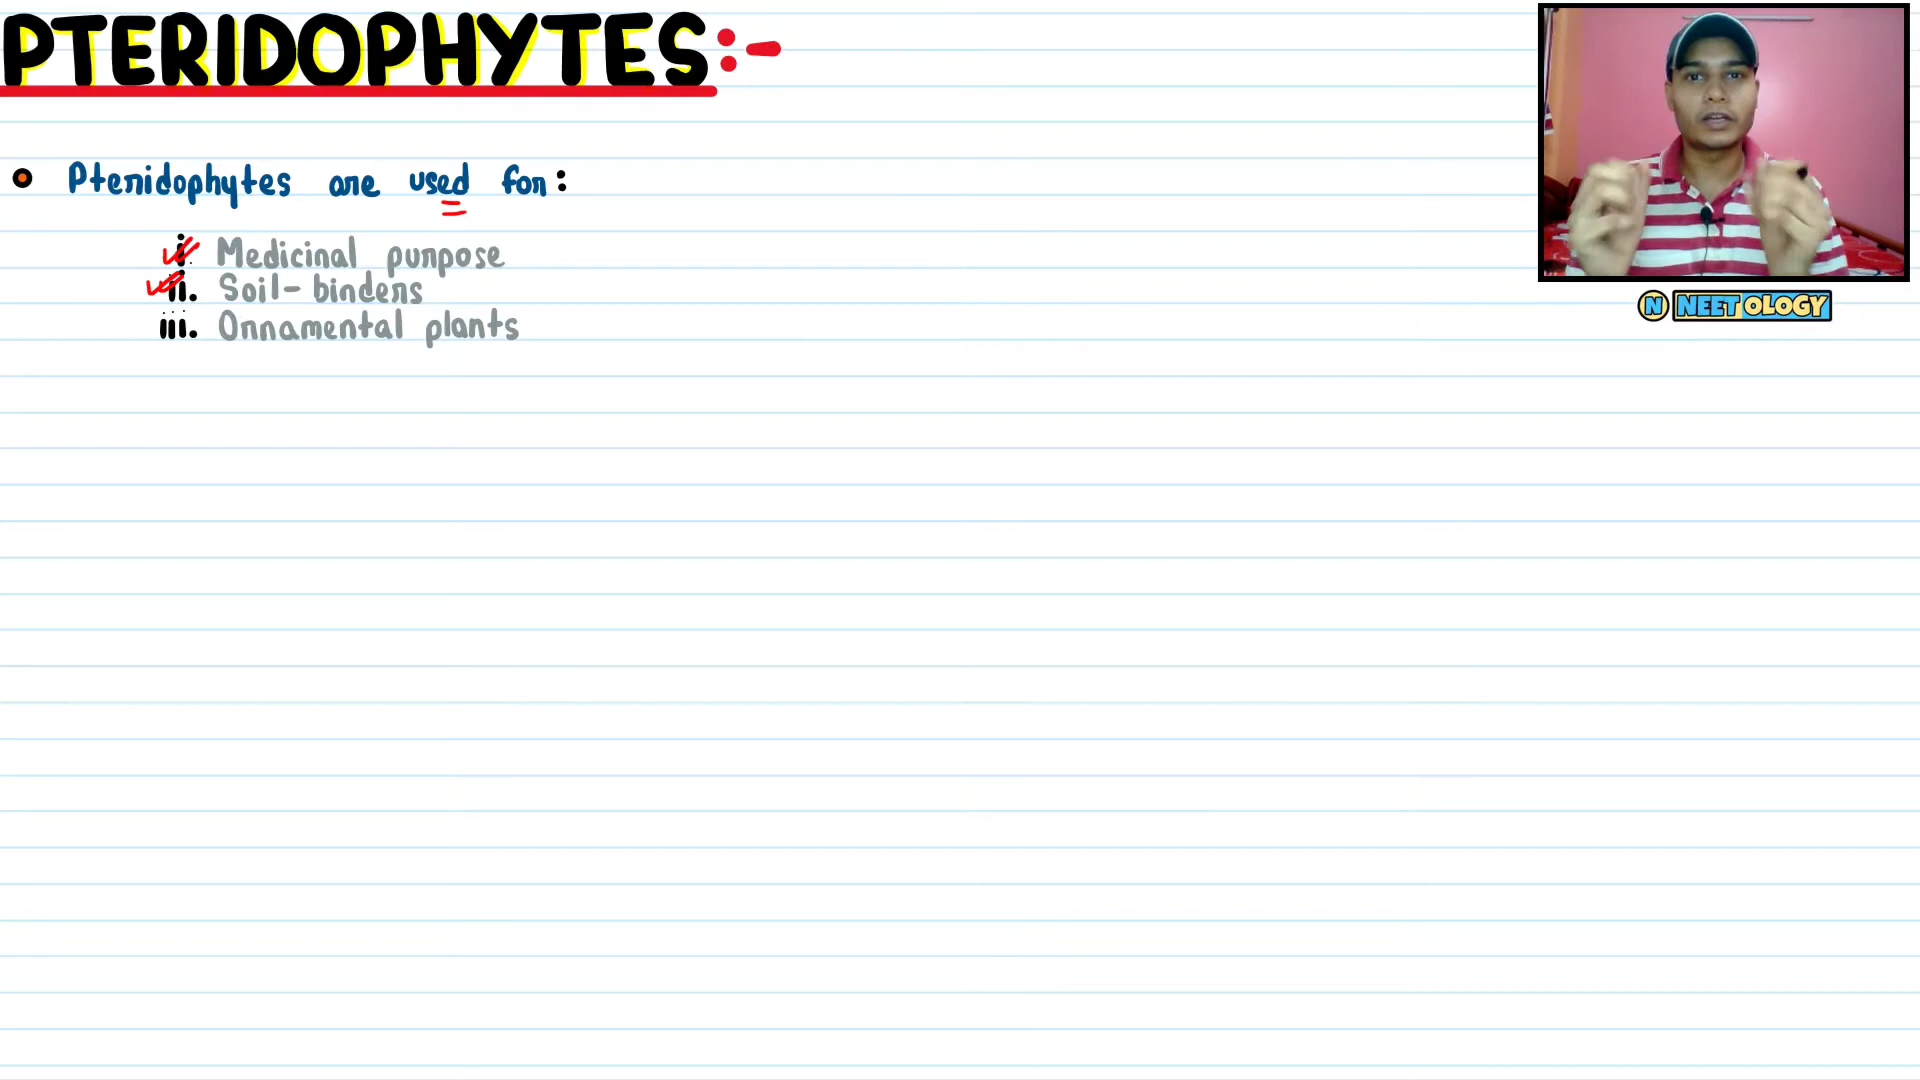 PTERIDOPHYTES:-
Pteridophytes are used for:
i. Medicinal purpose
ii. Soil-binders
iii. Ornamental plants
N NEETOLOGY